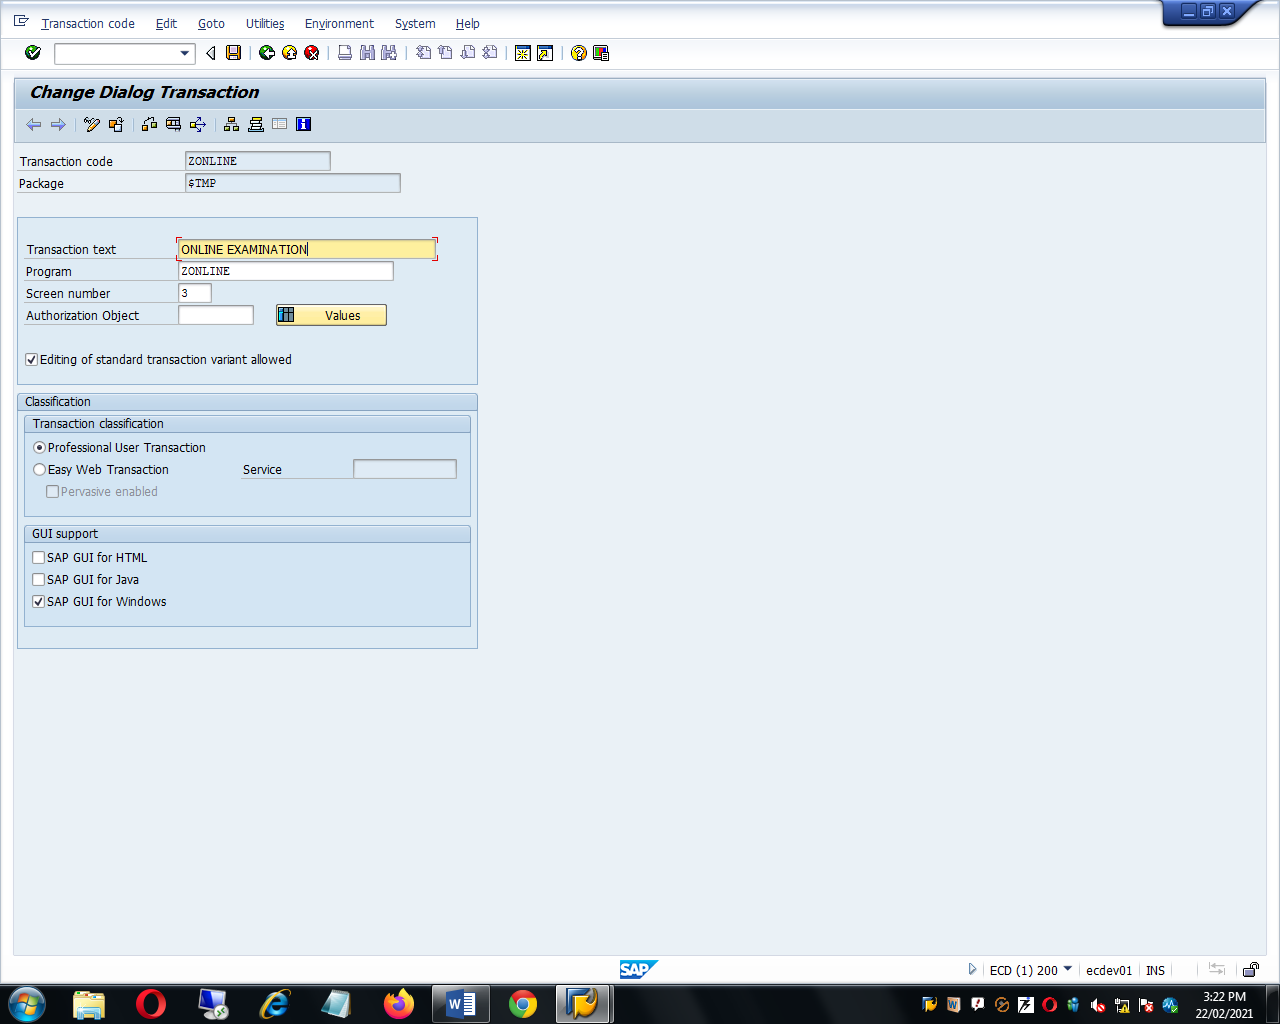 Transaction code Edit Goto Utilities Environment System Help
Change Dialog Transaction
Transaction code ZONLINE
Package $TMP
Transaction text ONLINE EXAMINATION
Program ZONLINE
Screen number 3
Authorization Object Values
Editing of standard transaction variant allowed
Classification
Transaction classification
Professional User Transaction
Easy Web Transaction Service
Pervasive enabled
GUI support
SAP GUI for HTML
SAP GUI for Java
SAP GUI for Windows
SAP
ECD (1) 200 ecdev01 INS
3:22 PM
22/02/2021